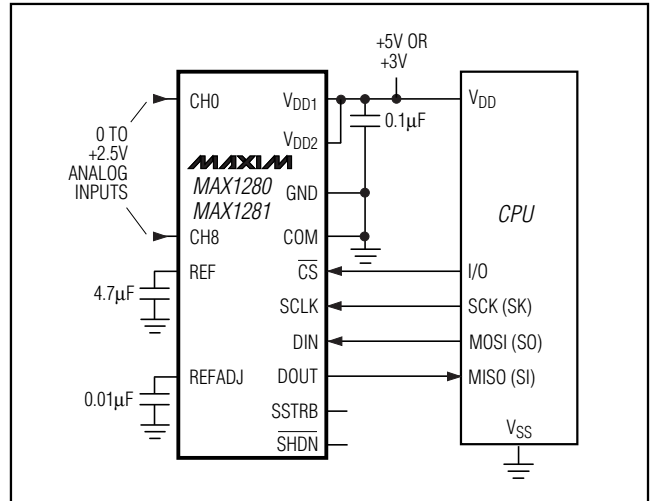 +5V OR
+3V
CH0
VDD1
VDD2
0.1μF
VDD
0 TO
+2.5V
ANALOG
INPUTS
MAXIM
MAX1280
MAX1281
GND
CPU
CH8
COM
REF
CS
I/O
4.7μF
SCLK
SCK (SK)
DIN
MOSI (SO)
REFADJ
DOUT
MISO (SI)
0.01μF
SSTRB
SHDN
VSS